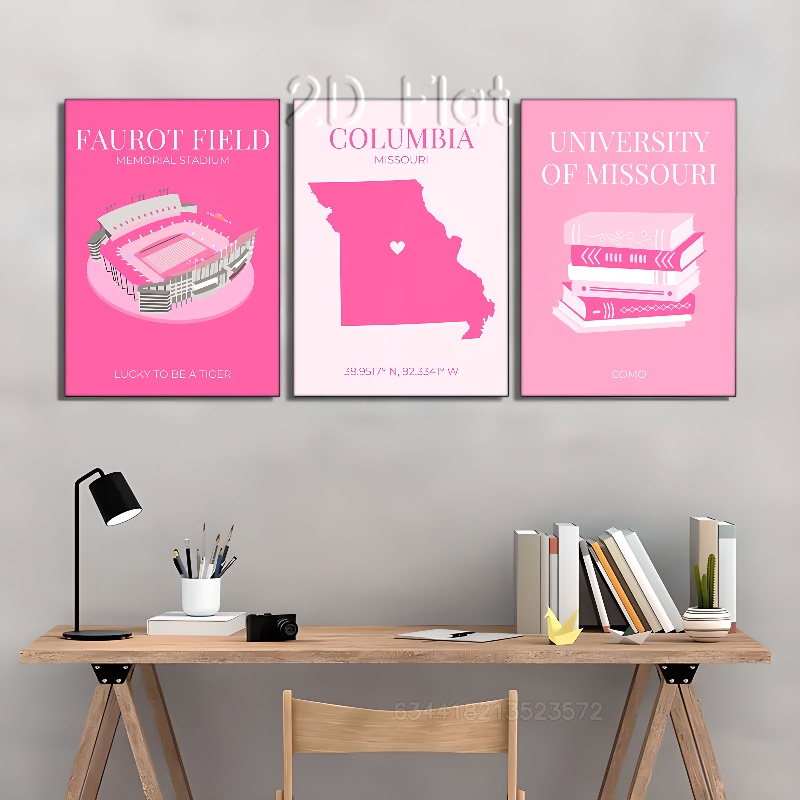 2D Flat
FAUROT FIELD
MEMORIAL STADIUM
LUCKY TO BE A TIGER
COLUMBIA
MISSOURI
38.9517° N, 92.3341° W
UNIVERSITY
OF MISSOURI
COMO
634418213523572